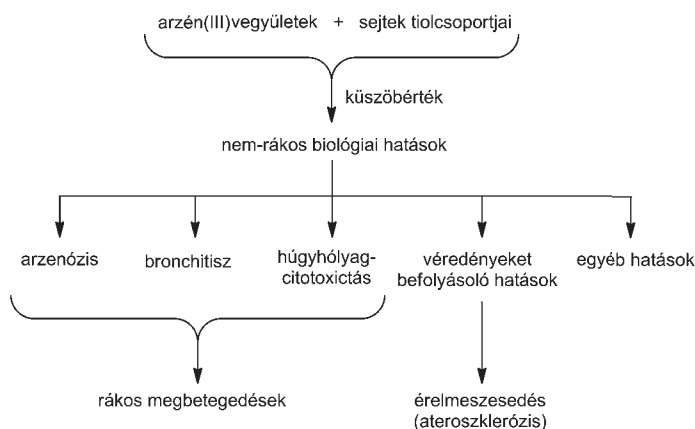 arzén(III)vegyületek + sejtek tiolcsoportjai
küszöbérték
nem-rákos biológiai hatások
arzenózis
bronchitisz
húgyhólyag-
citotoxictás
véredényeket
befolyásoló hatások
egyéb hatások
rákos megbetegedések
érelmeszesedés
(ateroszklerózis)